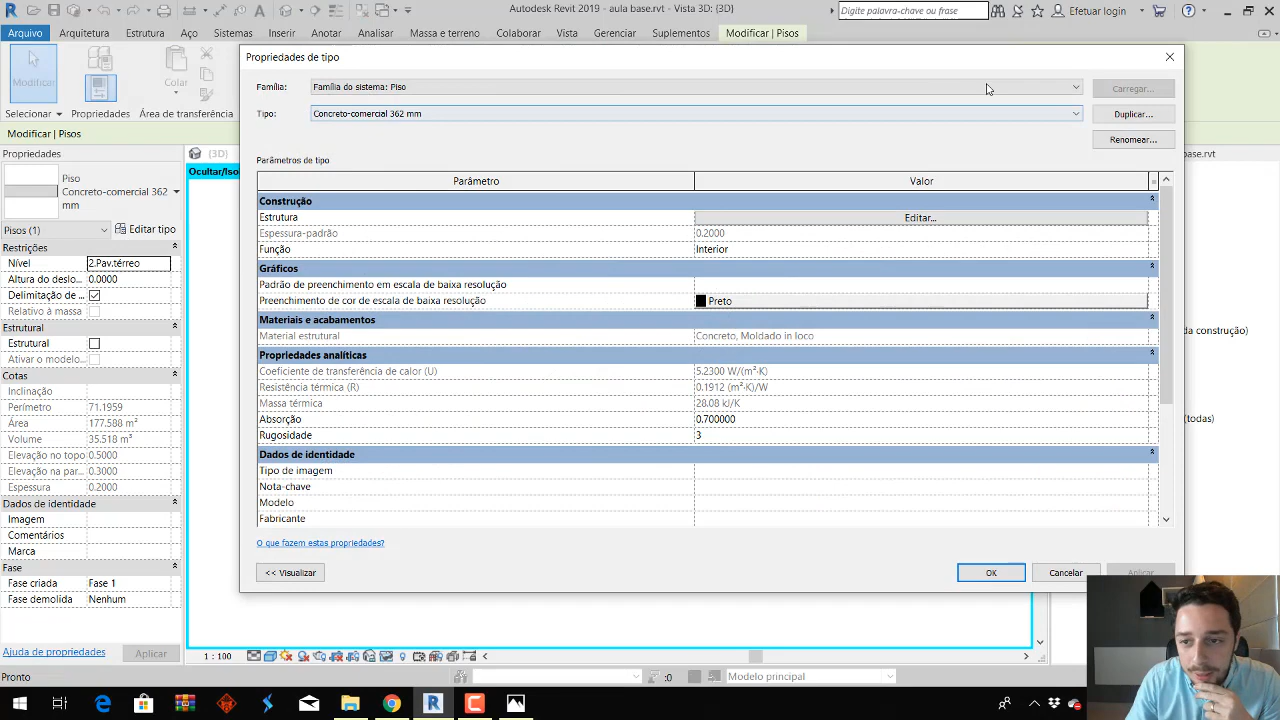 Autodesk Revit 2019 - aula base.rvt - Vista 3D: {3D}
Digite palavra-chave ou frase
Efetuar login
Arquivo Arquitetura Estrutura Aço Sistemas Inserir Anotar Analisar Massa e terreno Colaborar Vista Gerenciar Suplementos Modificar | Pisos
Modificar
Colar
Selecionar Propriedades Área de transferência
Modificar | Pisos
Propriedades
{3D}
base.rvt
Ocultar/Iso
Piso
Concreto-comercial 362
mm
Pisos (1)
Editar tipo
Restrições
Nível 2.Pav.térreo
Altura do deslo... 0.0000
Delimitação de ...
Relativo à massa
Estrutural
Estrutural
Ativar o modelo...
Cotas
Inclinação
Perímetro 71.1959
Área 177.588 m²
Volume 35.518 m³
Elevação no topo 0.5000
Elevação na par... 0.3000
Espessura 0.2000
Dados de identidade
Imagem
Comentários
Marca
Fase
Fase criada Fase 1
Fase demolida Nenhum
Ajuda de propriedades
Aplicar
Propriedades de tipo
Família: Família do sistema: Piso
Carregar...
Tipo: Concreto-comercial 362 mm
Duplicar...
Renomear...
Parâmetros de tipo
Parâmetro Valor
=
Construção
Estrutura Editar...
Espessura-padrão 0.2000
Função Interior
Gráficos
Padrão de preenchimento em escala de baixa resolução
Preenchimento de cor de escala de baixa resolução Preto
Materiais e acabamentos
Material estrutural Concreto, Moldado in loco
Propriedades analíticas
Coeficiente de transferência de calor (U) 5.2300 W/(m²·K)
Resistência térmica (R) 0.1912 (m²·K)/W
Massa térmica 28.08 kJ/K
Absorção 0.700000
Rugosidade 3
Dados de identidade
Tipo de imagem
Nota-chave
Modelo
Fabricante
O que fazem estas propriedades?
<< Visualizar
OK
Cancelar
Aplicar
da construção)
(todas)
1 : 100
Pronto
:0
Modelo principal